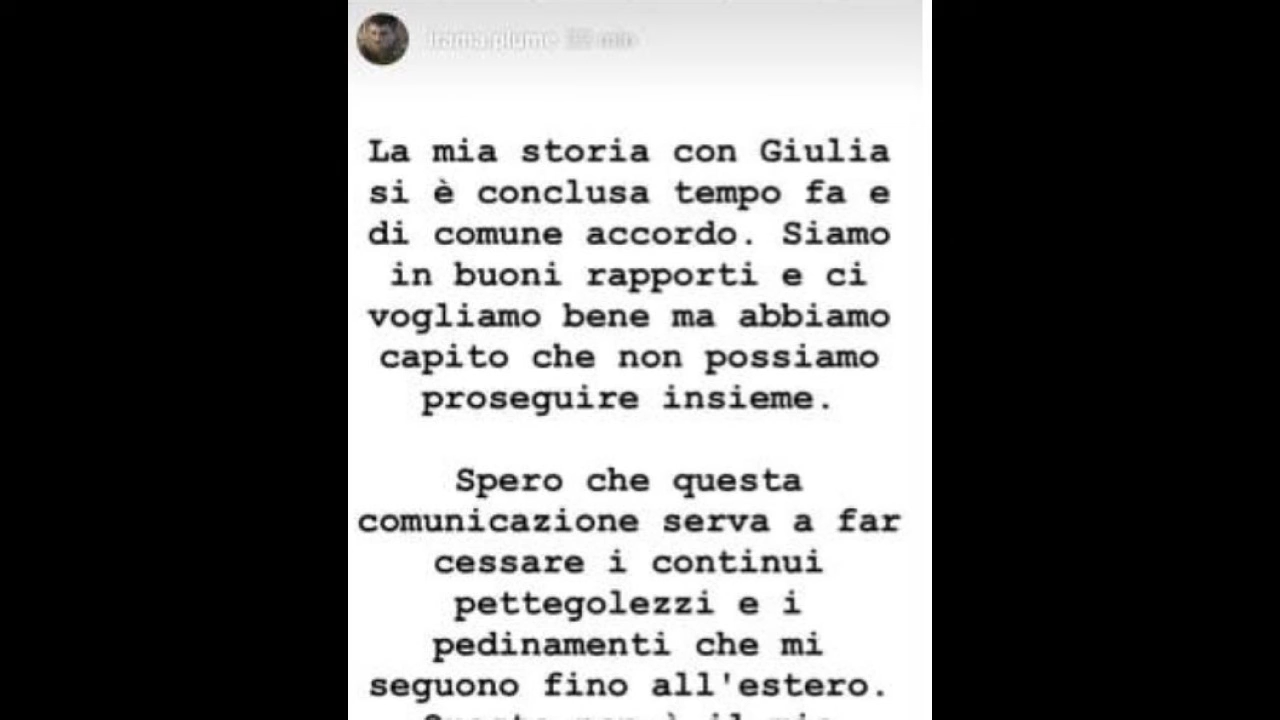 irama.plume
La mia storia con Giulia
si è conclusa tempo fa e
di comune accordo. Siamo
in buoni rapporti e ci
vogliamo bene ma abbiamo
capito che non possiamo
proseguire insieme.
Spero che questa
comunicazione serva a far
cessare i continui
pettegolezzi e i
pedinamenti che mi
seguono fino all'estero.